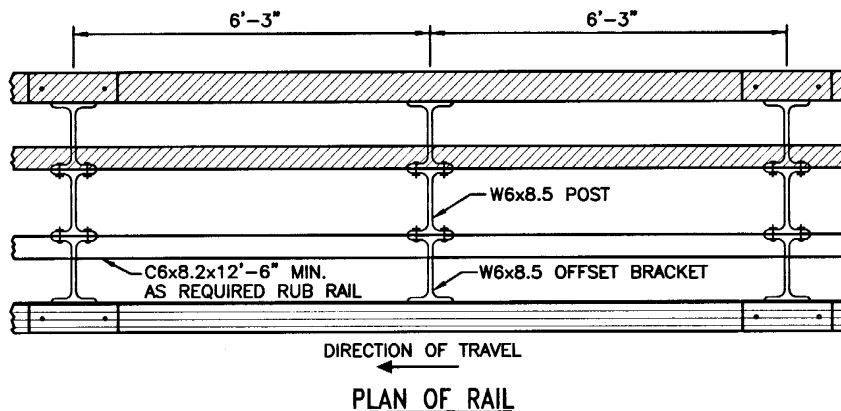 6'-3" 6'-3"
W6x8.5 POST
C6x8.2x12'-6" MIN.
AS REQUIRED RUB RAIL
W6x8.5 OFFSET BRACKET
DIRECTION OF TRAVEL
PLAN OF RAIL